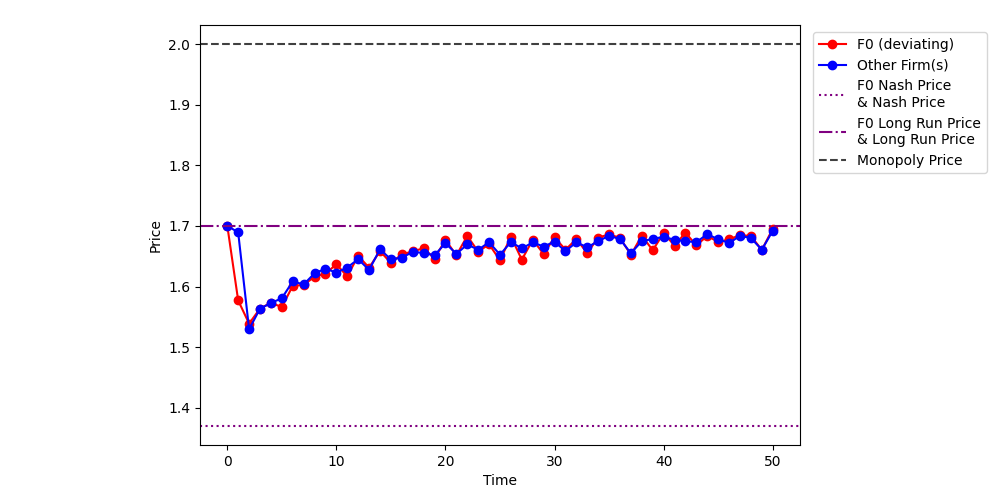 2.0
1.9
1.8
1.7
1.6
1.5
1.4
Price
0
10
20
30
40
50
Time
F0 (deviating)
Other Firm(s)
F0 Nash Price
& Nash Price
F0 Long Run Price
& Long Run Price
Monopoly Price